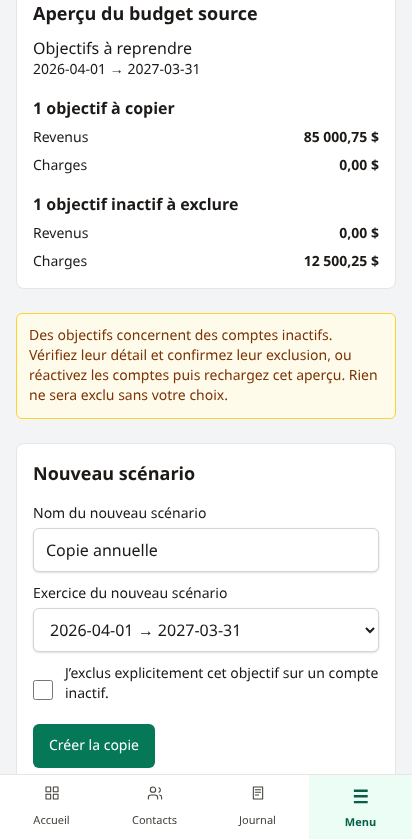 Aperçu du budget source
Objectifs à reprendre
2026-04-01 → 2027-03-31
1 objectif à copier
Revenus 85 000,75 $
Charges 0,00 $
1 objectif inactif à exclure
Revenus 0,00 $
Charges 12 500,25 $
Des objectifs concernent des comptes inactifs.
Vérifiez leur détail et confirmez leur exclusion, ou
réactivez les comptes puis rechargez cet aperçu. Rien
ne sera exclu sans votre choix.
Nouveau scénario
Nom du nouveau scénario
Copie annuelle
Exercice du nouveau scénario
2026-04-01 → 2027-03-31
J’exclus explicitement cet objectif sur un compte
inactif.
Créer la copie
Accueil Contacts Journal Menu